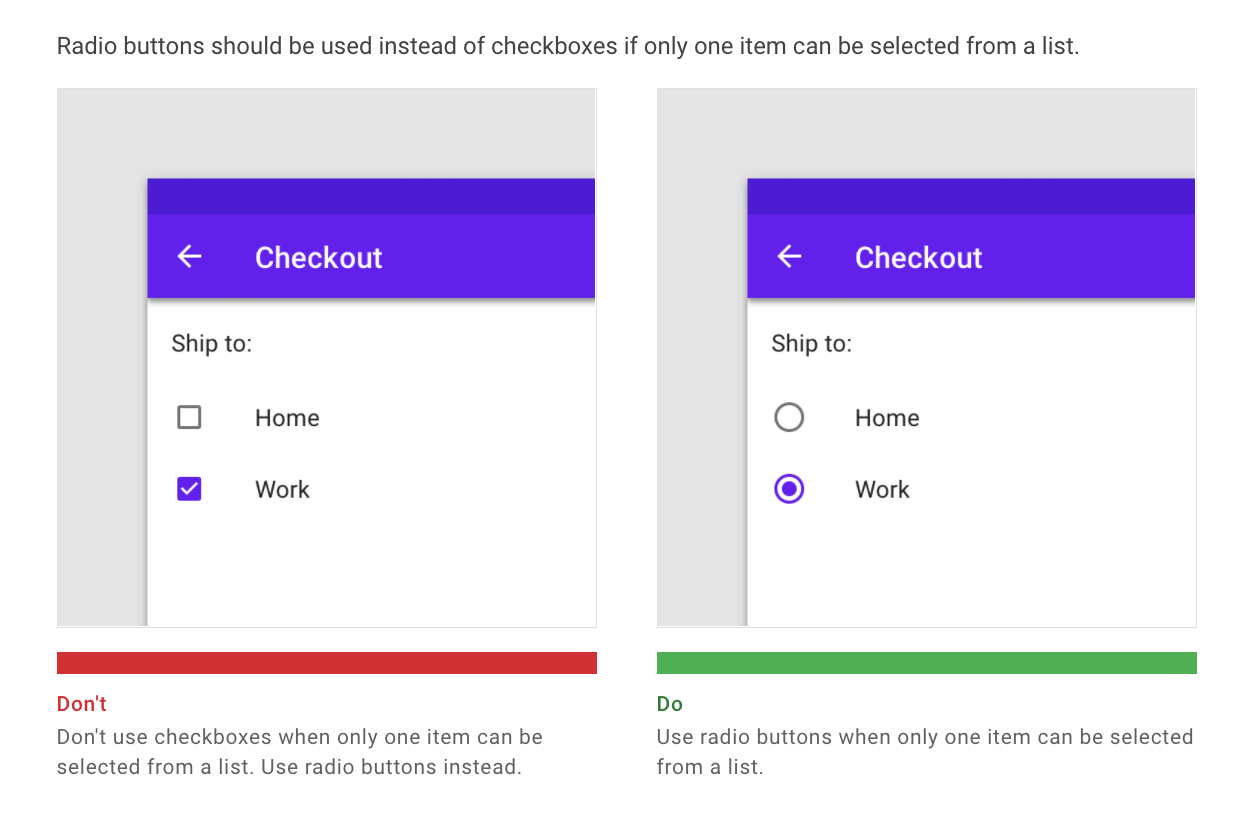 Radio buttons should be used instead of checkboxes if only one item can be selected from a list.
Checkout
Ship to:
Home
Work
Don't
Don't use checkboxes when only one item can be
selected from a list. Use radio buttons instead.
Checkout
Ship to:
Home
Work
Do
Use radio buttons when only one item can be selected
from a list.